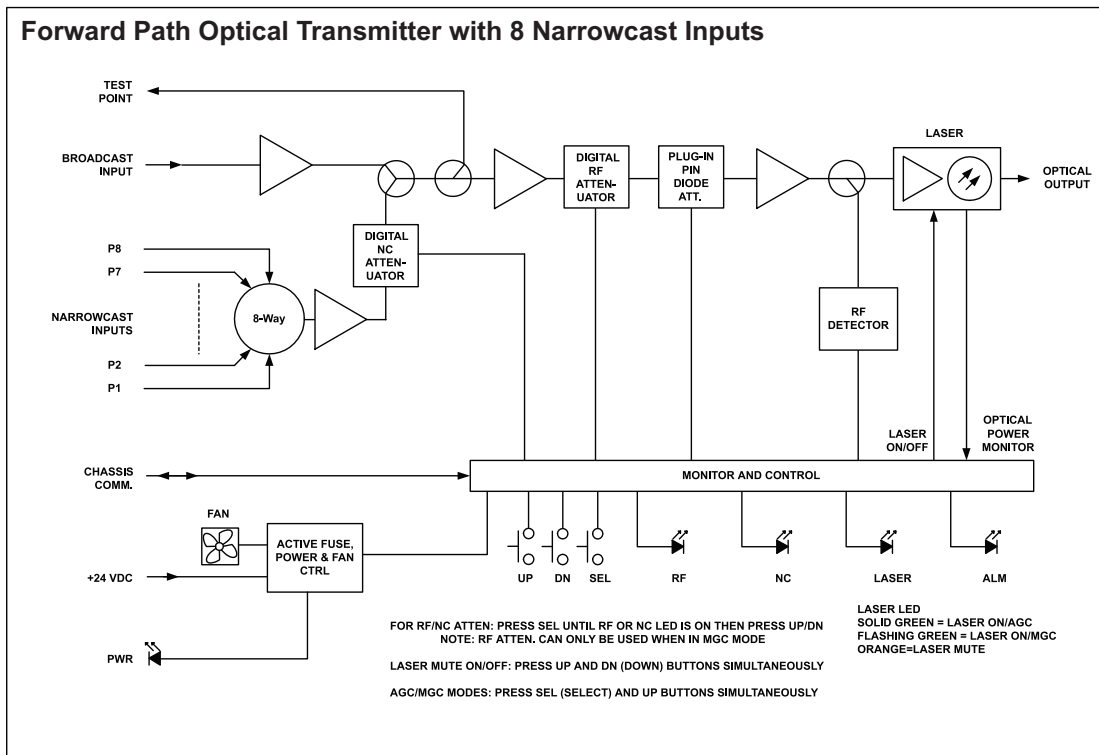 Forward Path Optical Transmitter with 8 Narrowcast Inputs
TEST
POINT
BROADCAST
INPUT
DIGITAL
RF
ATTEN-
UATOR
PLUG-IN
PIN
DIODE
ATT.
LASER
OPTICAL
OUTPUT
DIGITAL
NC
ATTEN-
UATOR
P8
P7
NARROWCAST
INPUTS
P2
P1
8-Way
RF
DETECTOR
LASER
ON/OFF
OPTICAL
POWER
MONITOR
CHASSIS
COMM.
MONITOR AND CONTROL
FAN
ACTIVE FUSE,
POWER & FAN
CTRL
+24 VDC
PWR
UP
DN
SEL
RF
NC
LASER
ALM
FOR RF/NC ATTEN: PRESS SEL UNTIL RF OR NC LED IS ON THEN PRESS UP/DN
NOTE: RF ATTEN. CAN ONLY BE USED WHEN IN MGC MODE
LASER MUTE ON/OFF: PRESS UP AND DN (DOWN) BUTTONS SIMULTANEOUSLY
AGC/MGC MODES: PRESS SEL (SELECT) AND UP BUTTONS SIMULTANEOUSLY
LASER LED
SOLID GREEN = LASER ON/AGC
FLASHING GREEN = LASER ON/MGC
ORANGE=LASER MUTE